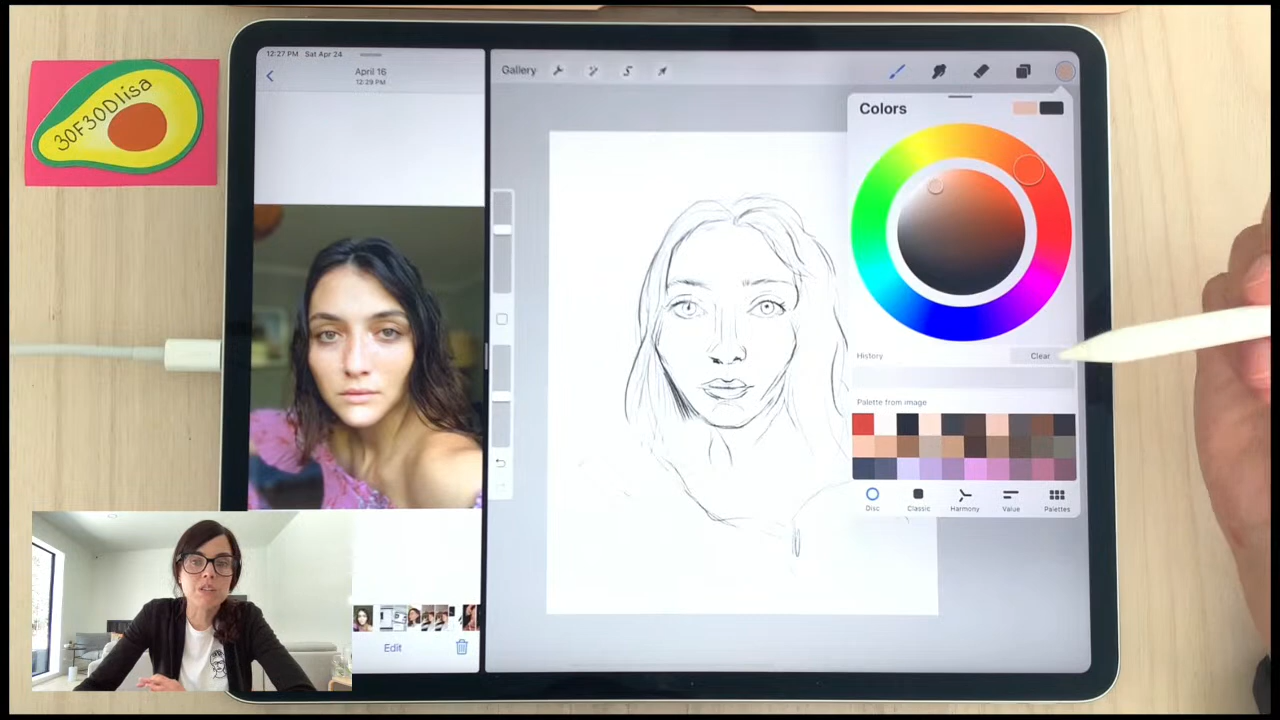 30F30DIisa
12:27 PM Sat Apr 24
April 16
12:29 PM
Edit
Gallery
S
Colors
History
Clear
Palette from image
Disc
Classic
Harmony
Value
Palettes